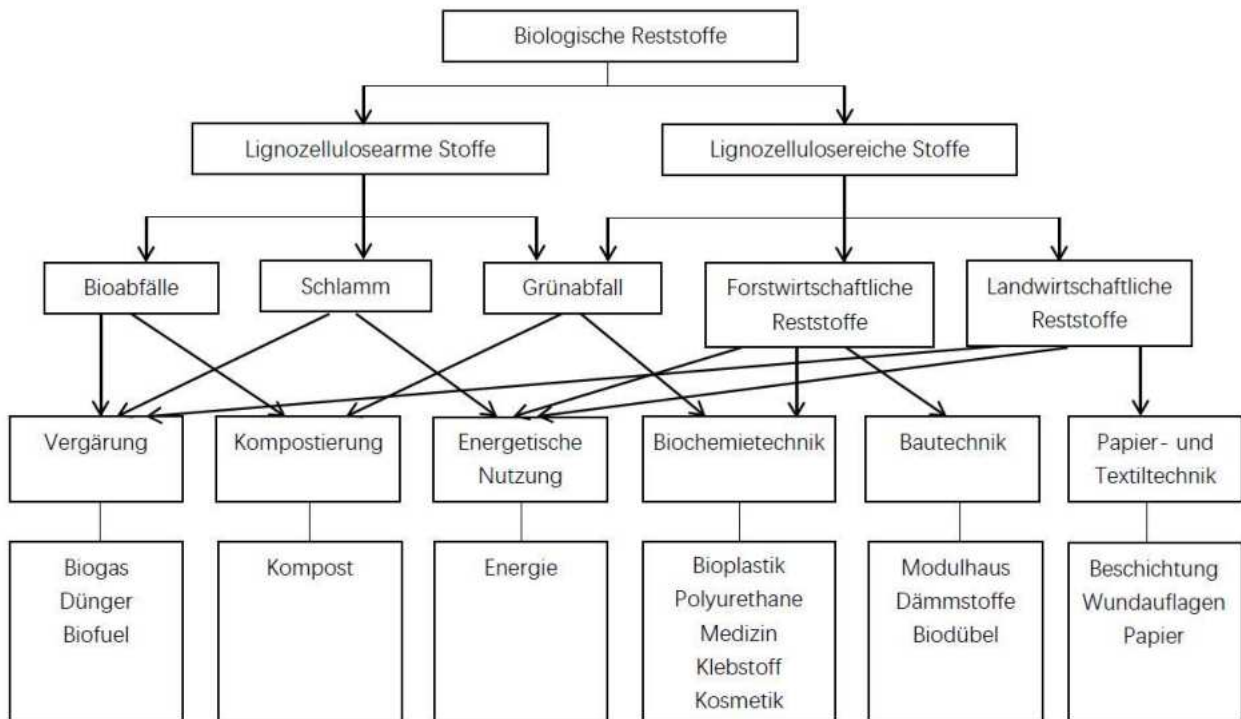 Biologische Reststoffe
Lignozellulosearme Stoffe
Lignozellulosereiche Stoffe
Bioabfälle
Schlamm
Grünabfall
Forstwirtschaftliche
Reststoffe
Landwirtschaftliche
Reststoffe
Vergärung
Kompostierung
Energetische
Nutzung
Biochemietechnik
Bautechnik
Papier- und
Textiltechnik
Biogas
Dünger
Biofuel
Kompost
Energie
Bioplastik
Polyurethane
Medizin
Klebstoff
Kosmetik
Modulhaus
Dämmstoffe
Biodübel
Beschichtung
Wundauflagen
Papier